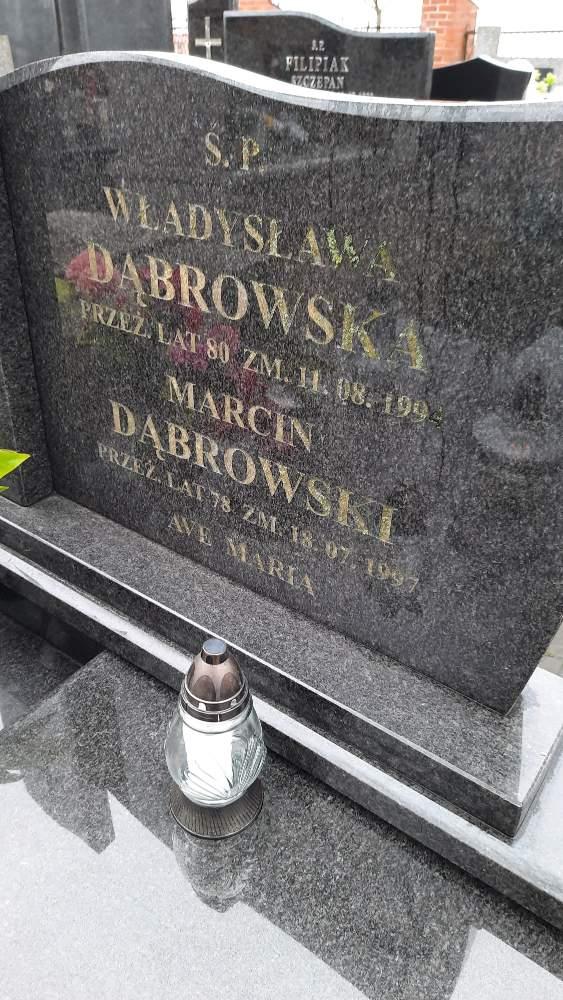 Ś.P.
FILIPIAK
SZCZEPAN
Ś. P.
WŁADYSŁAWA
DĄBROWSKA
PRZEŻ. LAT 80 ZM. 11. 08. 1994
MARCIN
DĄBROWSKI
PRZEŻ. LAT 78 ZM. 18. 07. 1997
AVE MARIA